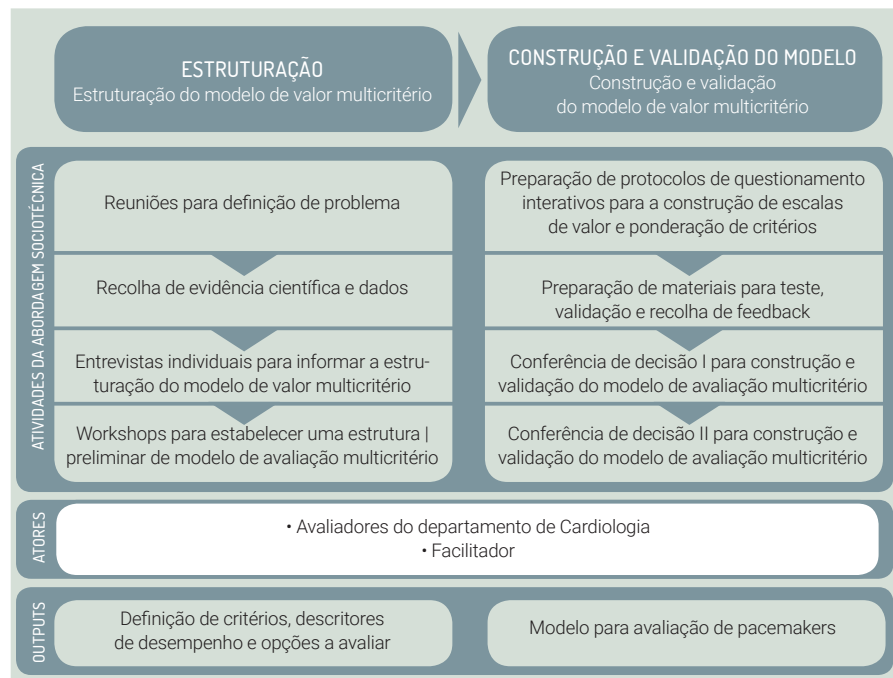 ESTRUTURAÇÃO
Estruturação do modelo de valor multicritério
CONSTRUÇÃO E VALIDAÇÃO DO MODELO
Construção e validação
do modelo de valor multicritério
ATIVIDADES DA ABORDAGEM SOCIOTÉCNICA
Reuniões para definição de problema
Recolha de evidência científica e dados
Entrevistas individuais para informar a estru-
turação do modelo de valor multicritério
Workshops para estabelecer uma estrutura |
preliminar de modelo de avaliação multicritério
Preparação de protocolos de questionamento
interativos para a construção de escalas
de valor e ponderação de critérios
Preparação de materiais para teste,
validação e recolha de feedback
Conferência de decisão I para construção e
validação do modelo de avaliação multicritério
Conferência de decisão II para construção e
validação do modelo de avaliação multicritério
ATORES
• Avaliadores do departamento de Cardiologia
• Facilitador
OUTPUTS
Definição de critérios, descritores
de desempenho e opções a avaliar
Modelo para avaliação de pacemakers